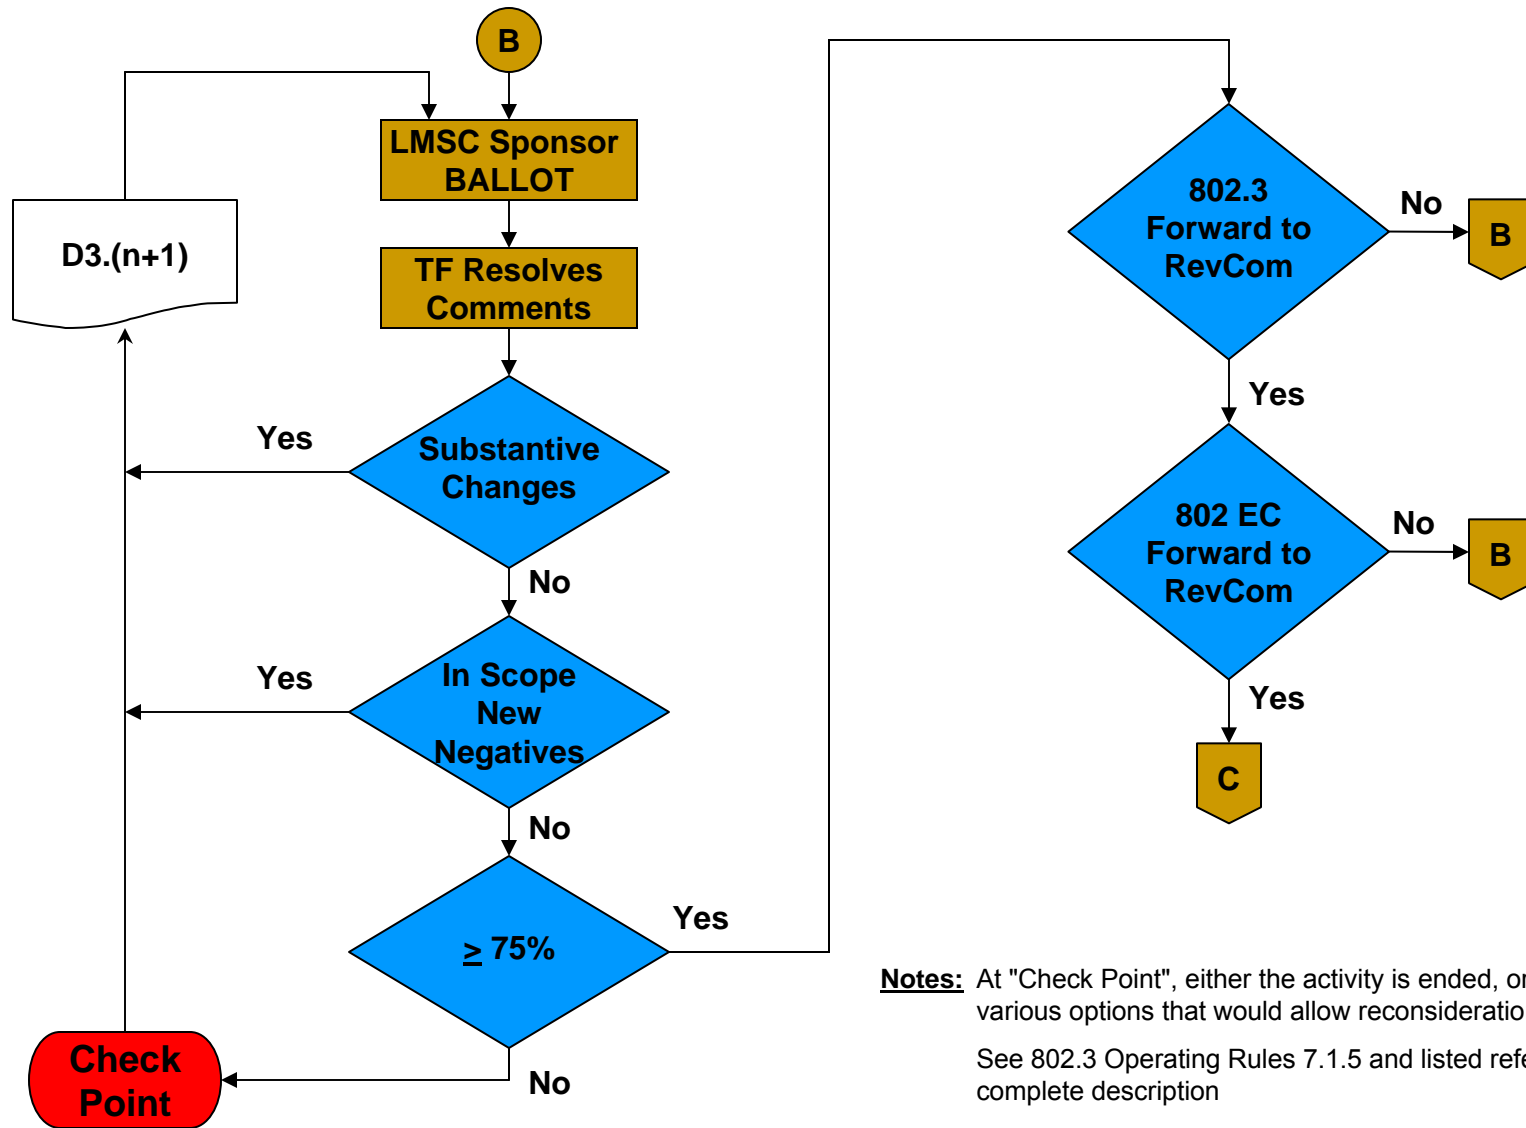 B
LMSC Sponsor
BALLOT
D3.(n+1)
TF Resolves
Comments
Substantive
Changes
Yes
No
In Scope
New
Negatives
Yes
No
≥ 75%
Yes
No
Check
Point
802.3
Forward to
RevCom
No
B
Yes
802 EC
Forward to
RevCom
No
B
Yes
C
Notes: At "Check Point", either the activity is ended, or
various options that would allow
See 802.3 Operating Rules 7.1.5 and listed
complete description